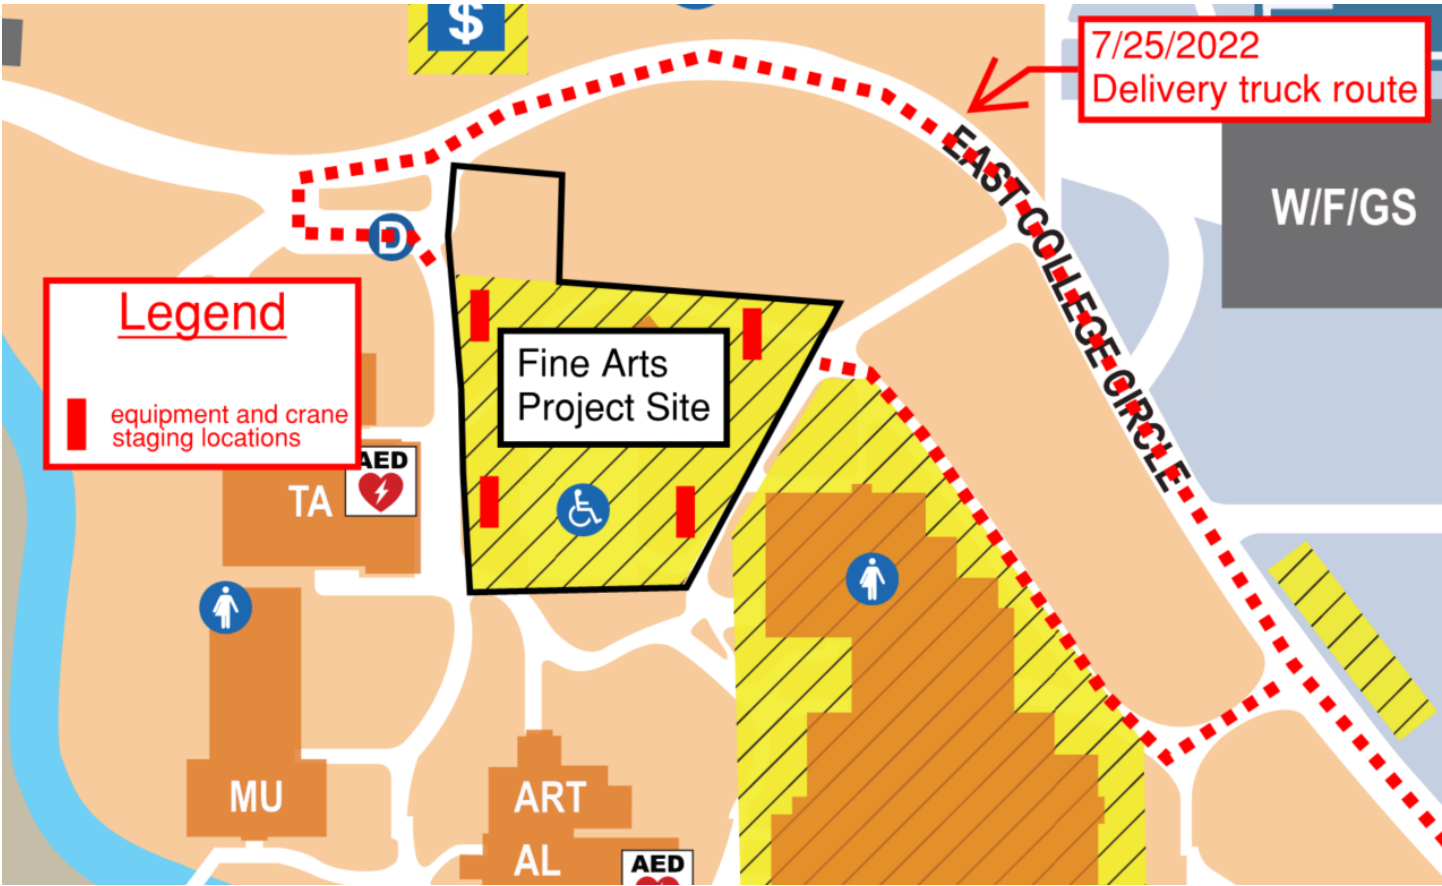 $
7/25/2022
Delivery truck route
EAST COLLEGE CIRCLE
W/F/GS
D
Legend
equipment and crane
staging locations
Fine Arts
Project Site
AED
TA
MU
ART
AL
AED